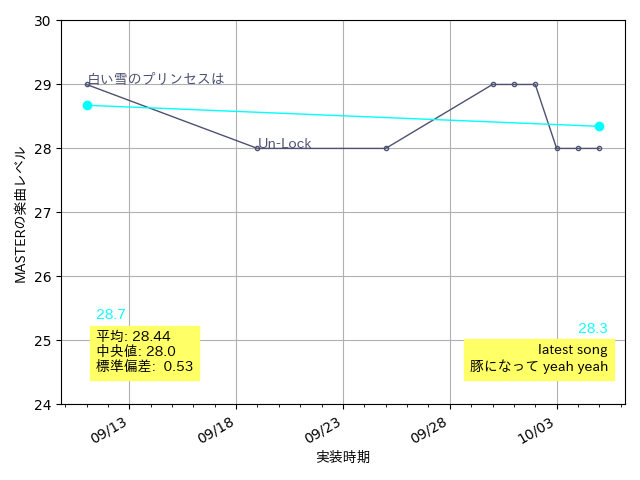 30
29
28
27
26
25
24
MASTERの楽曲レベル
白い雪のプリンセスは
Un-Lock
28.7
平均: 28.44
中央値: 28.0
標準偏差: 0.53
28.3
latest song
豚になって yeah yeah
09/13
09/18
09/23
09/28
10/03
実装時期